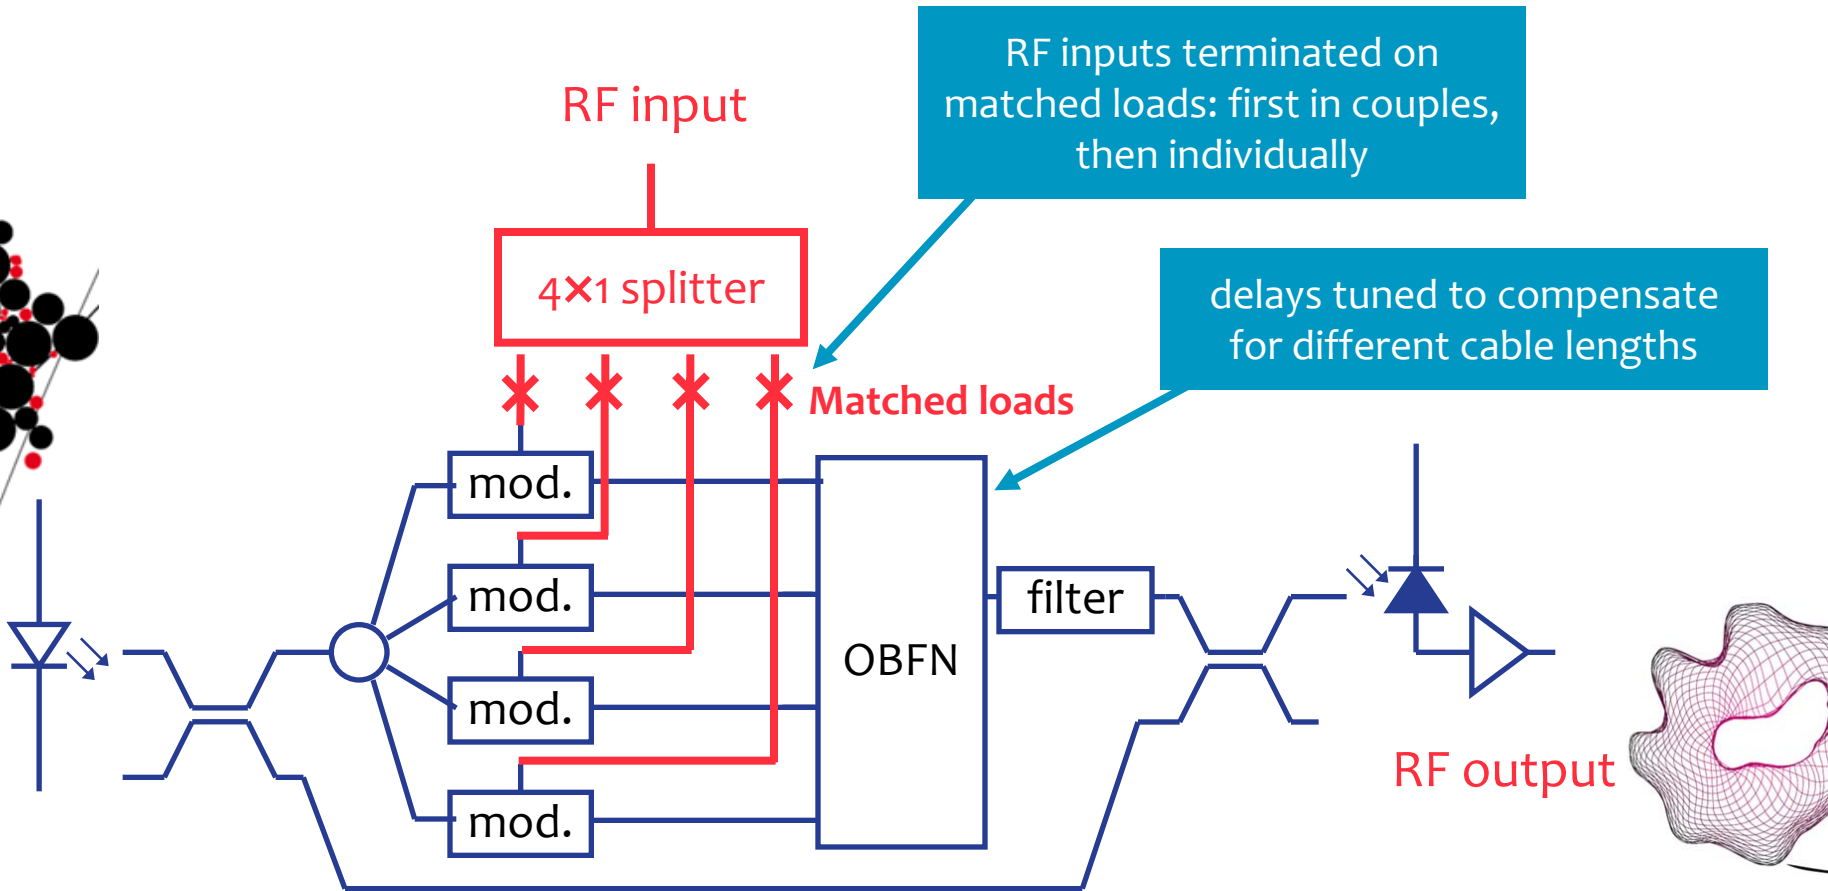 RF inputs terminated on
matched loads: first in couples,
then individually
RF input
4×1 splitter
delays tuned to compensate
for different cable lengths
Matched loads
mod.
mod.
mod.
mod.
OBFN
filter
RF output